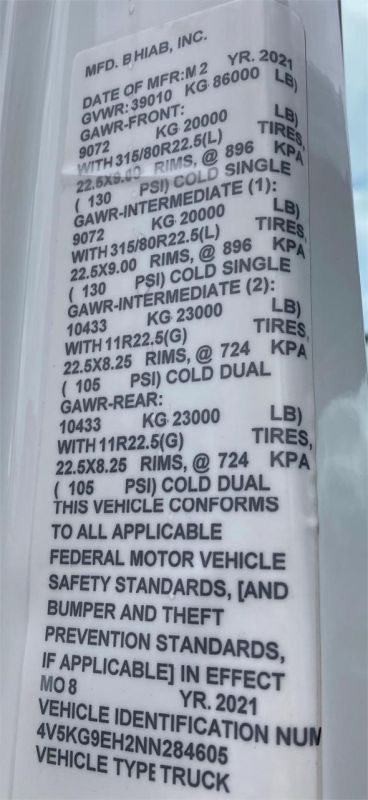 MFD. BHIAB, INC.
DATE OF MFR:M 2 YR. 2021
GVWR: 39010 KG 86000 LB)
GAWR-FRONT:
9072 KG 20000 LB)
WITH 315/80R22.5(L) TIRES,
22.5X9.00 RIMS, @ 896 KPA
( 130 PSI) COLD SINGLE
GAWR-INTERMEDIATE (1):
9072 KG 20000 LB)
WITH 315/80R22.5(L) TIRES,
22.5X9.00 RIMS, @ 896 KPA
( 130 PSI) COLD SINGLE
GAWR-INTERMEDIATE (2):
10433 KG 23000 LB)
WITH 11R22.5(G) TIRES,
22.5X8.25 RIMS, @ 724 KPA
( 105 PSI) COLD DUAL
GAWR-REAR:
10433 KG 23000 LB)
WITH 11R22.5(G) TIRES,
22.5X8.25 RIMS, @ 724 KPA
( 105 PSI) COLD DUAL
THIS VEHICLE CONFORMS
TO ALL APPLICABLE
FEDERAL MOTOR VEHICLE
SAFETY STANDARDS, [AND
BUMPER AND THEFT
PREVENTION STANDARDS,
IF APPLICABLE] IN EFFECT
MO 8 YR. 2021
VEHICLE IDENTIFICATION NUM
4V5KG9EH2NN284605
VEHICLE TYPE TRUCK